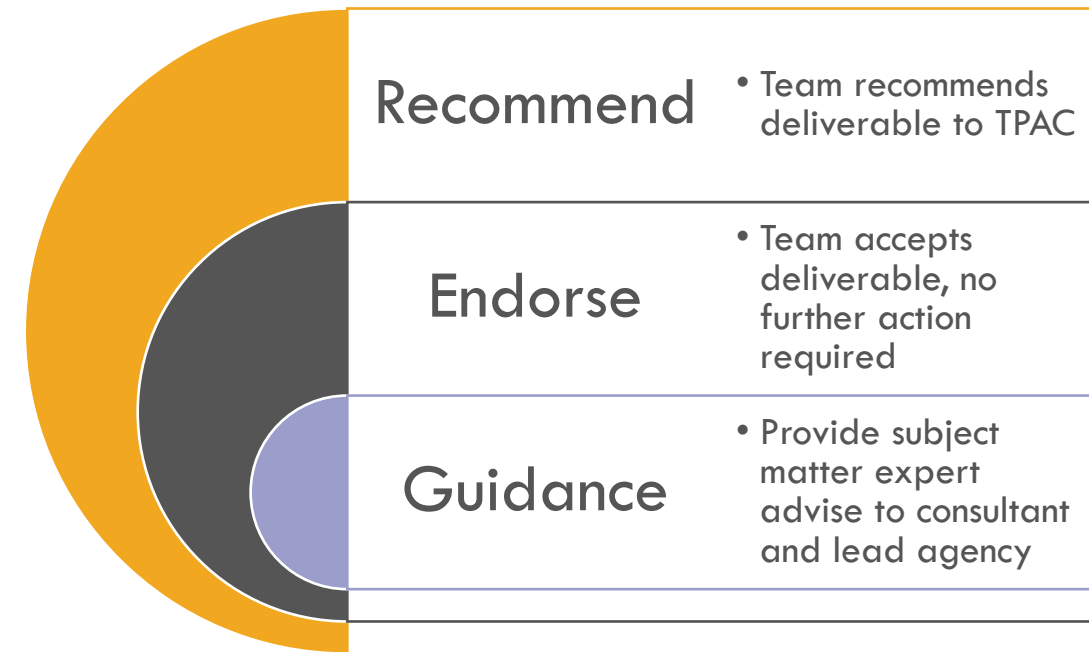 Recommend
• Team recommends
deliverable to TPAC
Endorse
• Team accepts
deliverable, no
further action
required
Guidance
• Provide subject
matter expert
advise to consultant
and lead agency